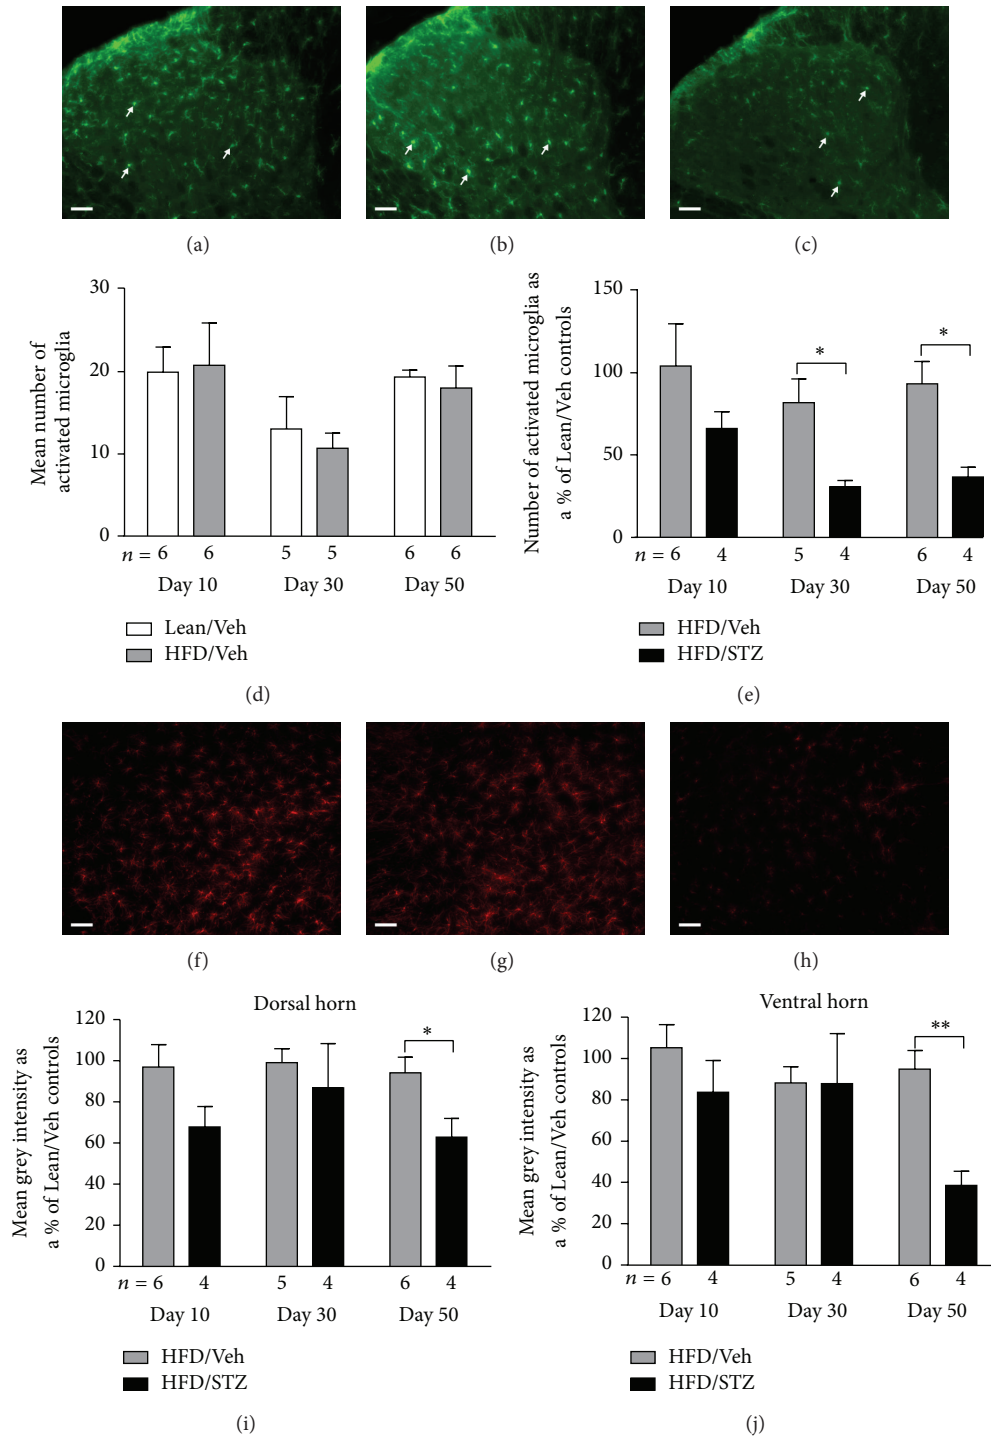 (a)
(b)
(c)
30
20
10
0
Mean number of
activated microglia
n = 6 6 5 5 6 6
Day 10 Day 30 Day 50
Lean/Veh
HFD/Veh
(d)
150
100
50
0
Number of activated microglia as
a % of Lean/Veh controls
* *
n = 6 4 5 4 6 4
Day 10 Day 30 Day 50
HFD/Veh
HFD/STZ
(e)
(f)
(g)
(h)
Dorsal horn
120
100
80
60
40
20
0
Mean grey intensity as
a % of Lean/Veh controls
*
n = 6 4 5 4 6 4
Day 10 Day 30 Day 50
HFD/Veh
HFD/STZ
(i)
Ventral horn
120
100
80
60
40
20
0
Mean grey intensity as
a % of Lean/Veh controls
**
n = 6 4 5 4 6 4
Day 10 Day 30 Day 50
HFD/Veh
HFD/STZ
(j)